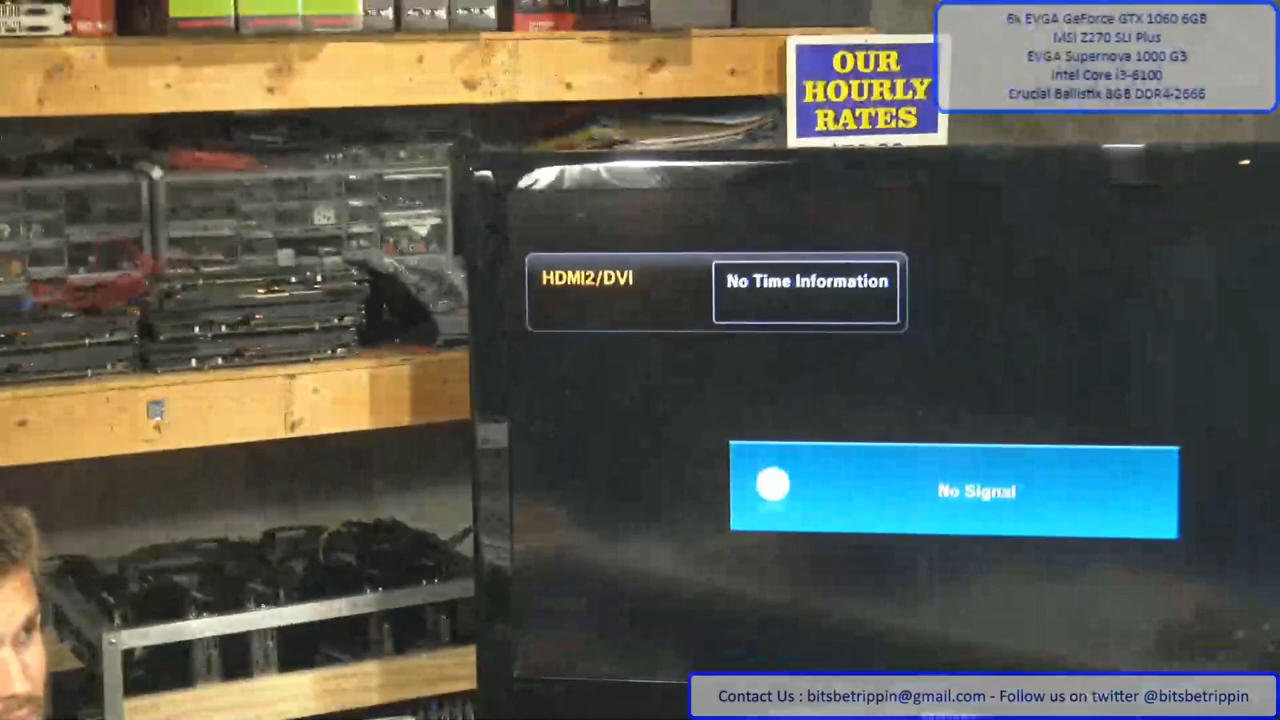 6x EVGA GeForce GTX 1060 6GB
MSI Z270 SLI Plus
EVGA Supernova 1000 G3
Intel Core i3-6100
Crucial Ballistix 8GB DDR4-2666
OUR
HOURLY
RATES
HDMI2/DVI
No Time Information
No Signal
Contact Us : bitsbetrippin@gmail.com - Follow us on twitter @bitsbetrippin